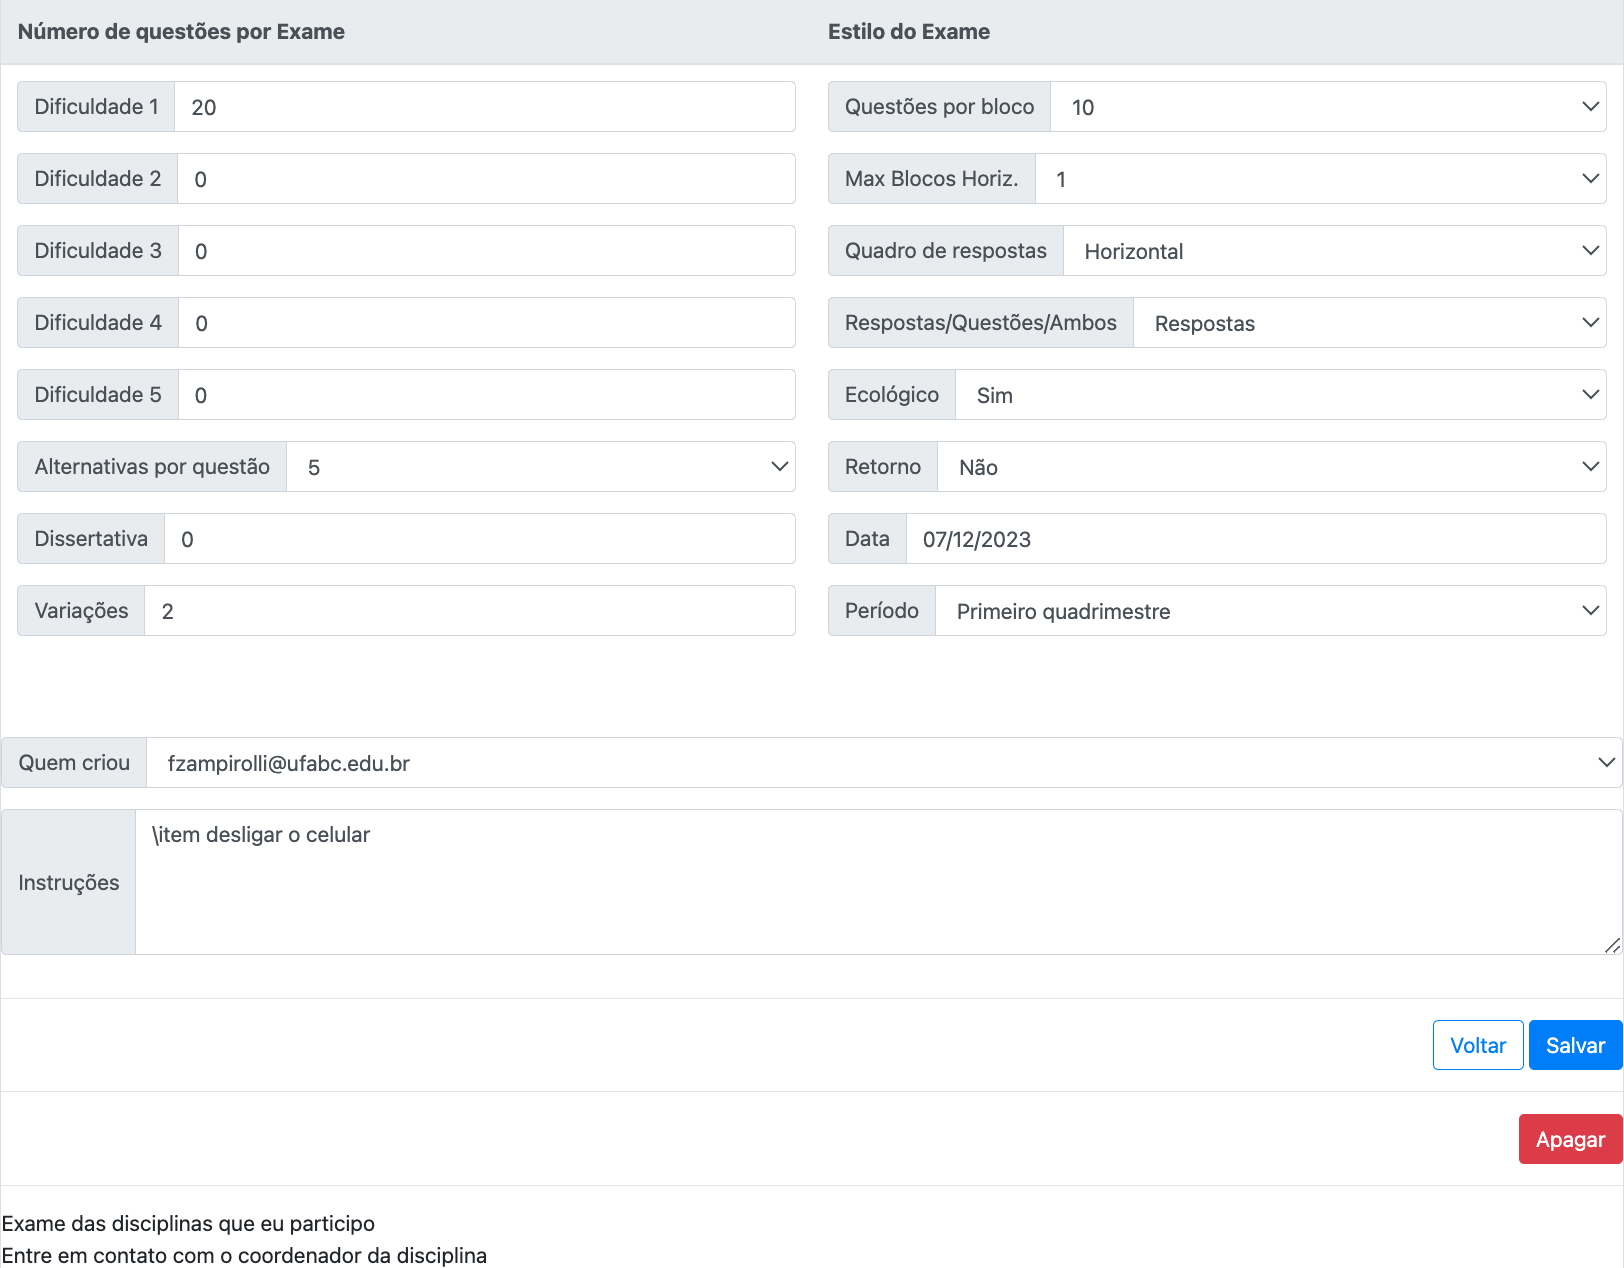 Número de questões por Exame
Estilo do Exame
Dificuldade 1 20
Questões por bloco 10
Dificuldade 2 0
Max Blocos Horiz. 1
Dificuldade 3 0
Quadro de respostas Horizontal
Dificuldade 4 0
Respostas/Questões/Ambos Respostas
Dificuldade 5 0
Ecológico Sim
Alternativas por questão 5
Retorno Não
Dissertativa 0
Data 07/12/2023
Variações 2
Período Primeiro quadrimestre
Quem criou fzampirolli@ufabc.edu.br
Instruções
\item desligar o celular
Voltar
Salvar
Apagar
Exame das disciplinas que eu participo
Entre em contato com o coordenador da disciplina